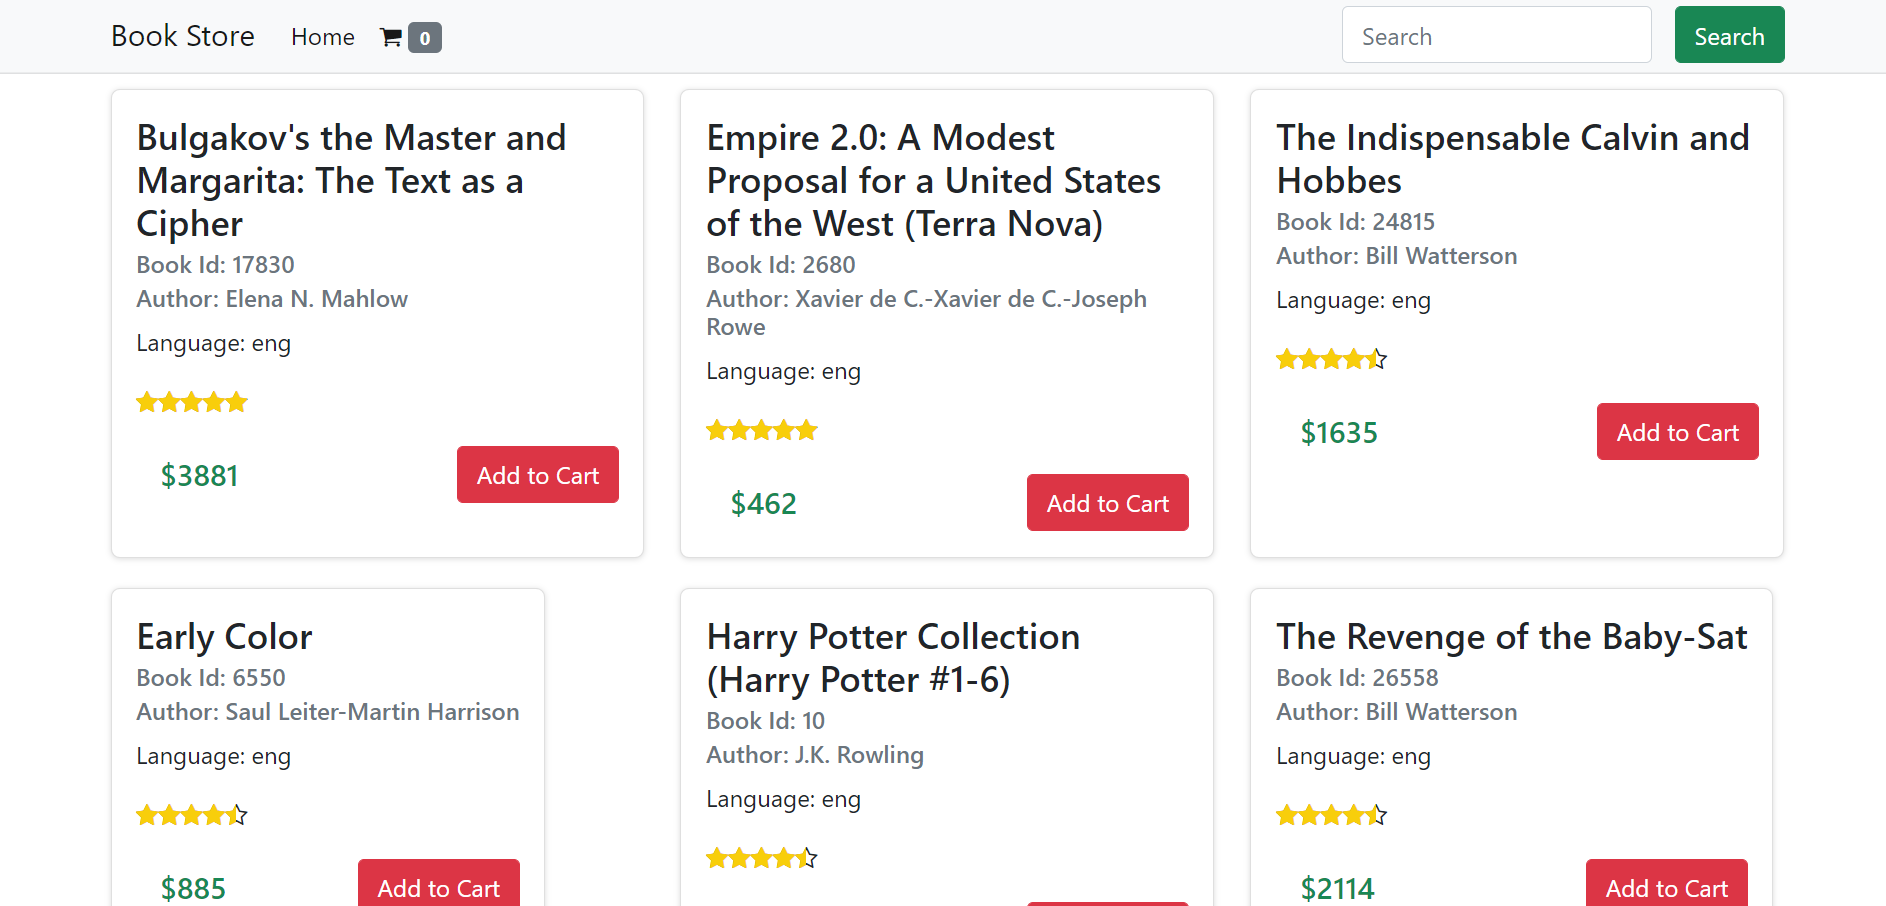 Book Store Home 0 Search Search
Bulgakov's the Master and
Margarita: The Text as a
Cipher
Book Id: 17830
Author: Elena N. Mahlow
Language: eng
$3881 Add to Cart
Empire 2.0: A Modest
Proposal for a United States
of the West (Terra Nova)
Book Id: 2680
Author: Xavier de C.-Xavier de C.-Joseph
Rowe
Language: eng
$462 Add to Cart
The Indispensable Calvin and
Hobbes
Book Id: 24815
Author: Bill Watterson
Language: eng
$1635 Add to Cart
Early Color
Book Id: 6550
Author: Saul Leiter-Martin Harrison
Language: eng
$885 Add to Cart
Harry Potter Collection
(Harry Potter #1-6)
Book Id: 10
Author: J.K. Rowling
Language: eng
The Revenge of the Baby-Sat
Book Id: 26558
Author: Bill Watterson
Language: eng
$2114 Add to Cart